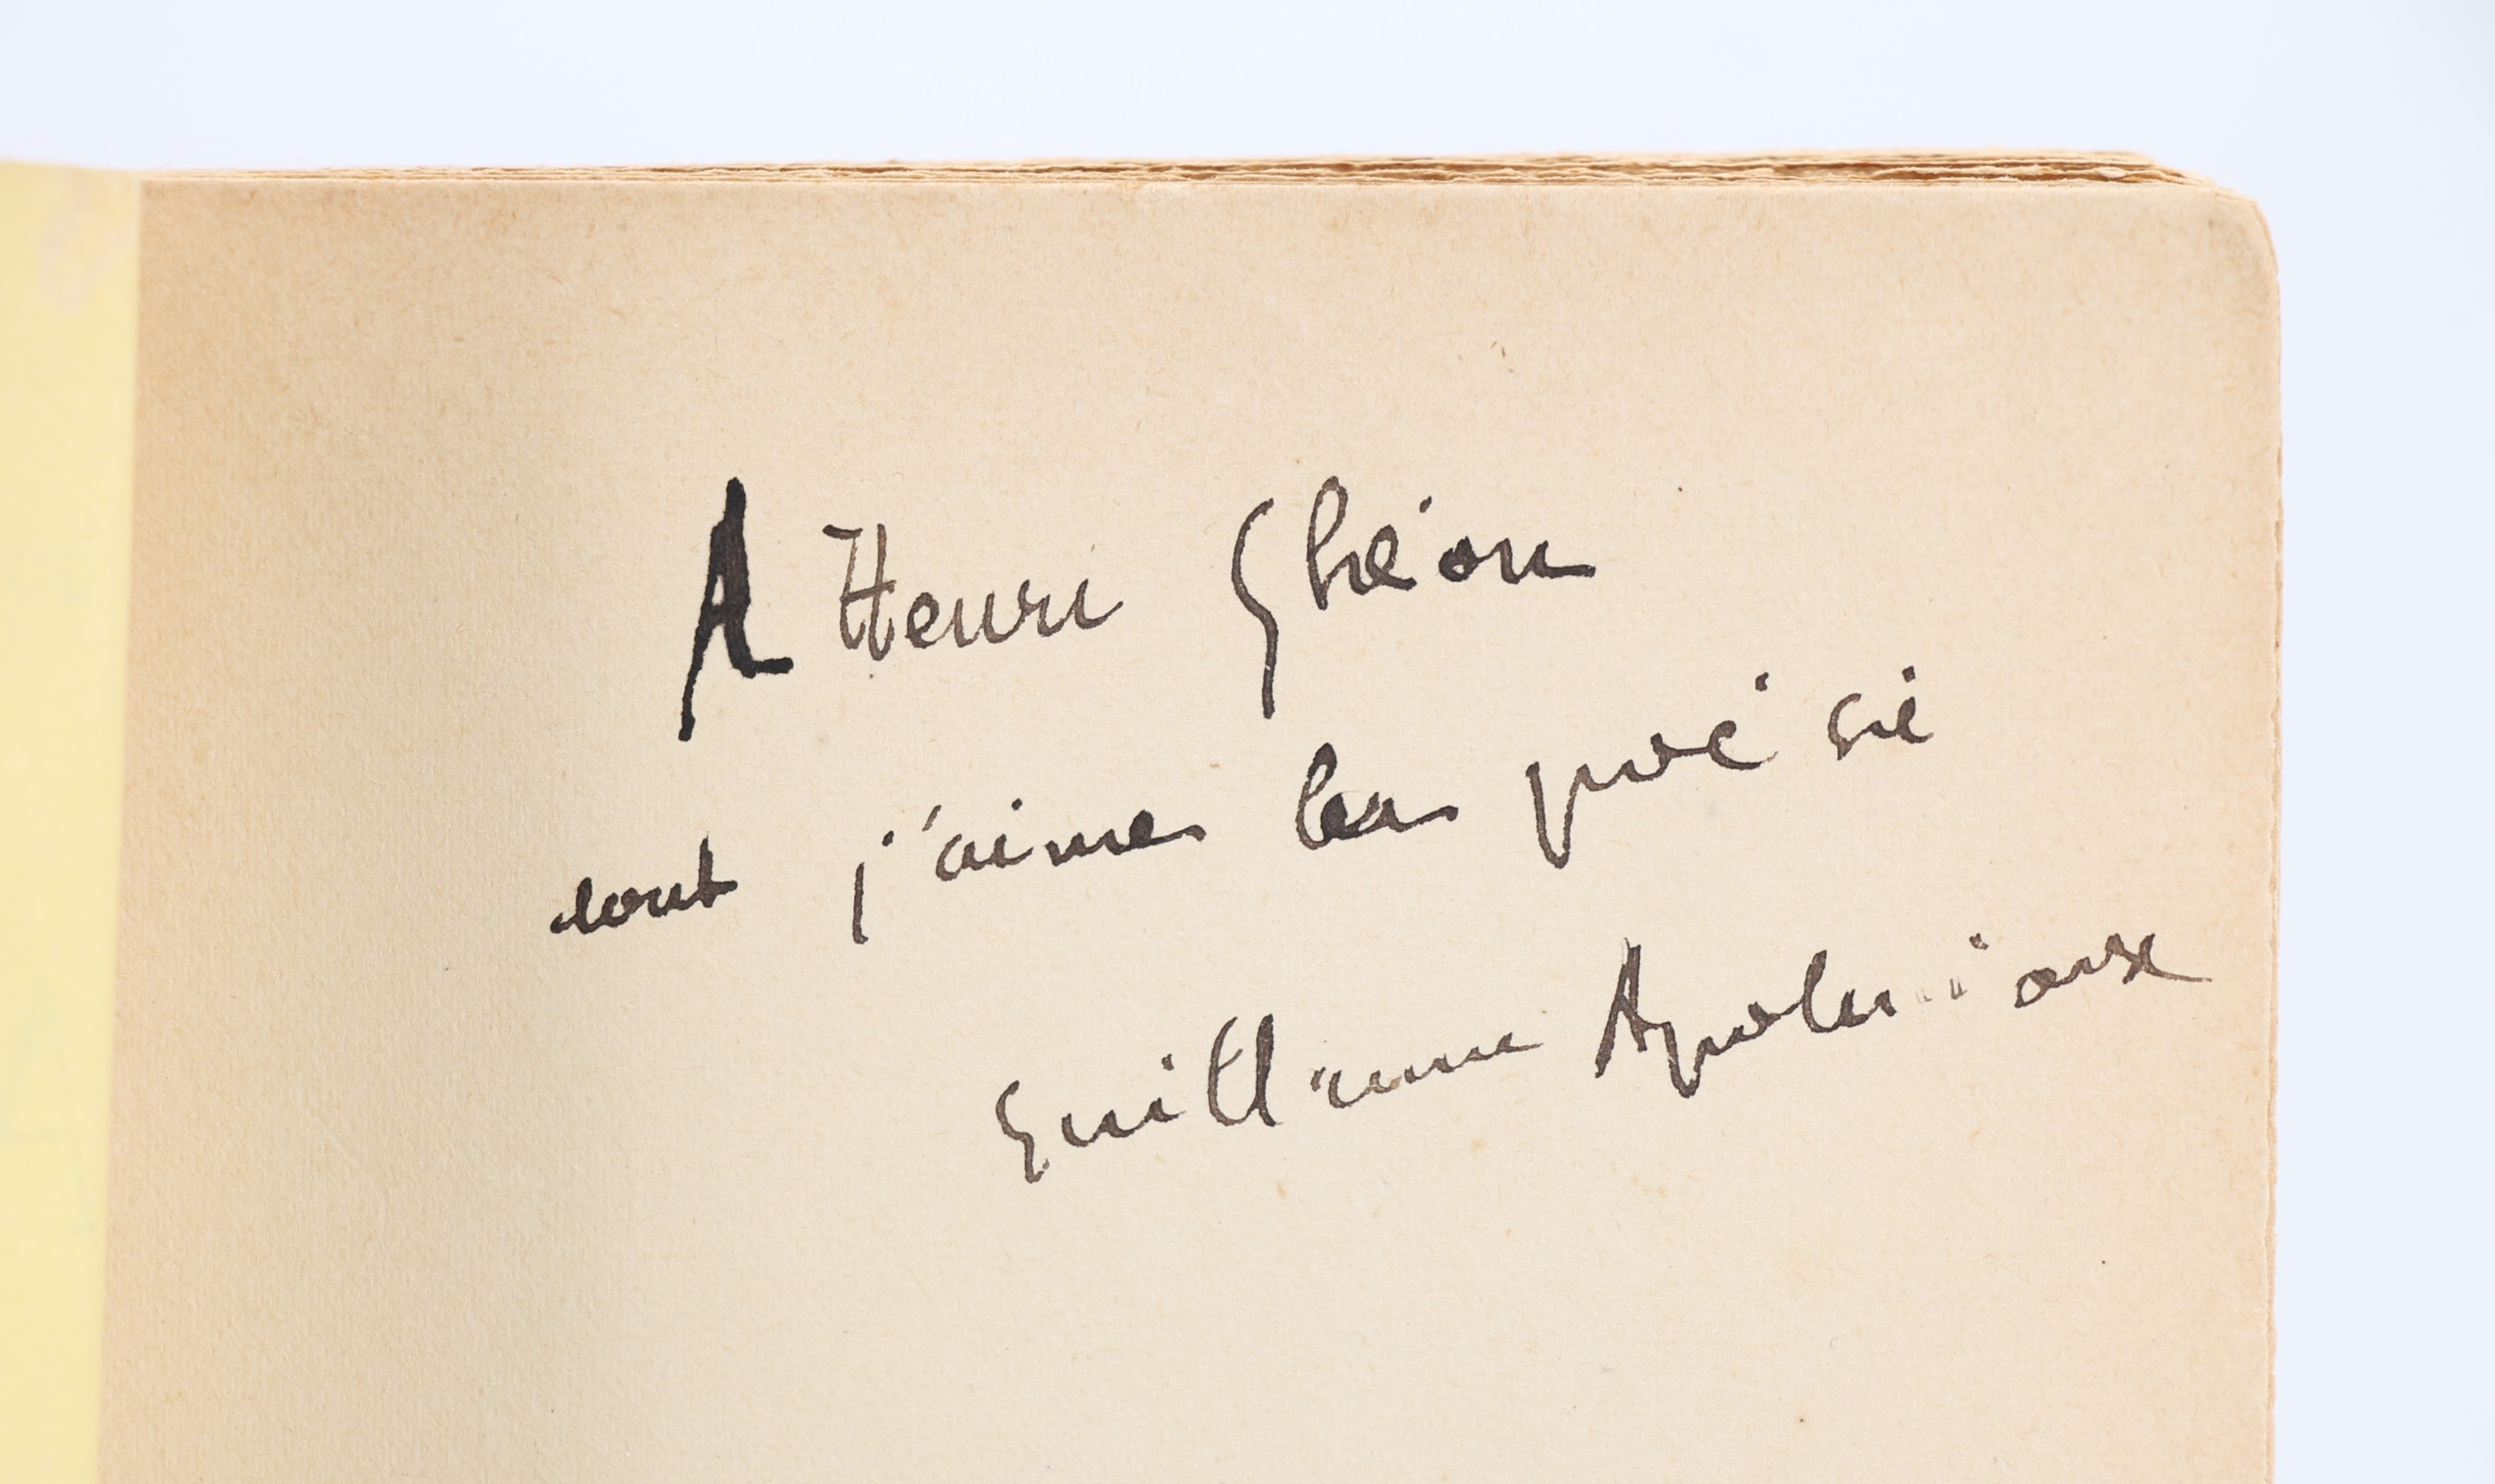 A Henri Ghéon
dont j'aime la poésie
Guillaume Apollinaire